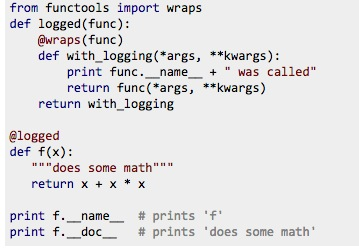 from functools import wraps
def logged(func):
    @wraps(func)
    def with_logging(*args, **kwargs):
        print func.__name__ + " was called"
        return func(*args, **kwargs)
    return with_logging

@logged
def f(x):
   """does some math"""
   return x + x * x

print f.__name__  # prints 'f'
print f.__doc__   # prints 'does some math'